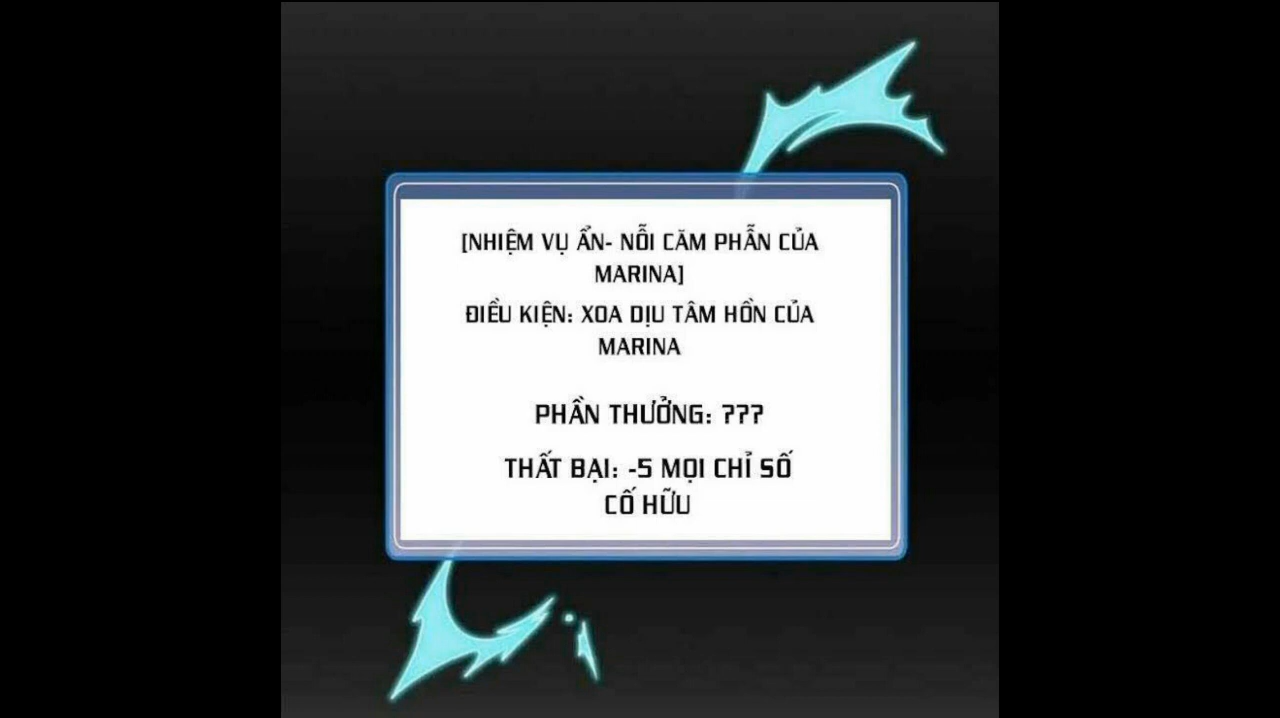 [NHIỆM VỤ ẨN- NỖI CĂM PHẪN CỦA
MARINA]
ĐIỀU KIỆN: XOA DỊU TÂM HỒN CỦA
MARINA
PHẦN THƯỞNG: ???
THẤT BẠI: -5 MỌI CHỈ SỐ
CỐ HỮU